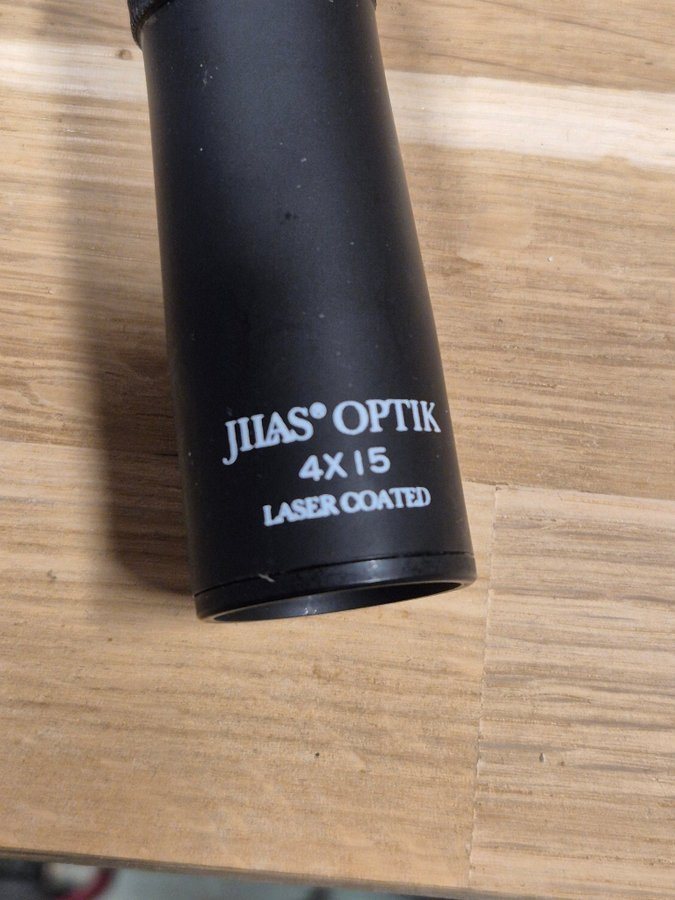 JIIAS® OPTIK
4X15
LASER COATED